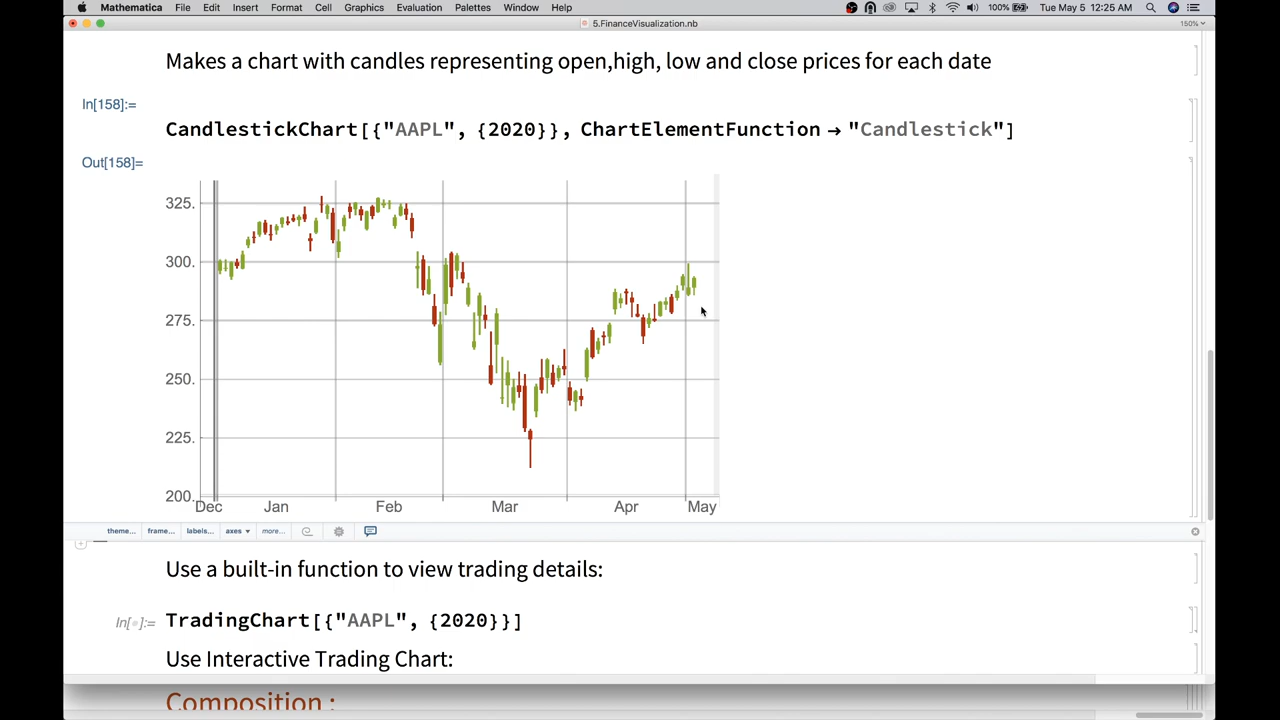 Mathematica File Edit Insert Format Cell Graphics Evaluation Palettes Window Help 100% Tue May 5 12:25 AM
5.FinanceVisualization.nb 150%
Makes a chart with candles representing open,high, low and close prices for each date
In[158]:=
CandlestickChart[{"AAPL", {2020}}, ChartElementFunction → "Candlestick"]
Out[158]=
325.
300.
275.
250.
225.
200.
Dec Jan Feb Mar Apr May
theme... frame... labels... axes more...
Use a built-in function to view trading details:
In[ ]:= TradingChart[{"AAPL", {2020}}]
Use Interactive Trading Chart:
Composition :